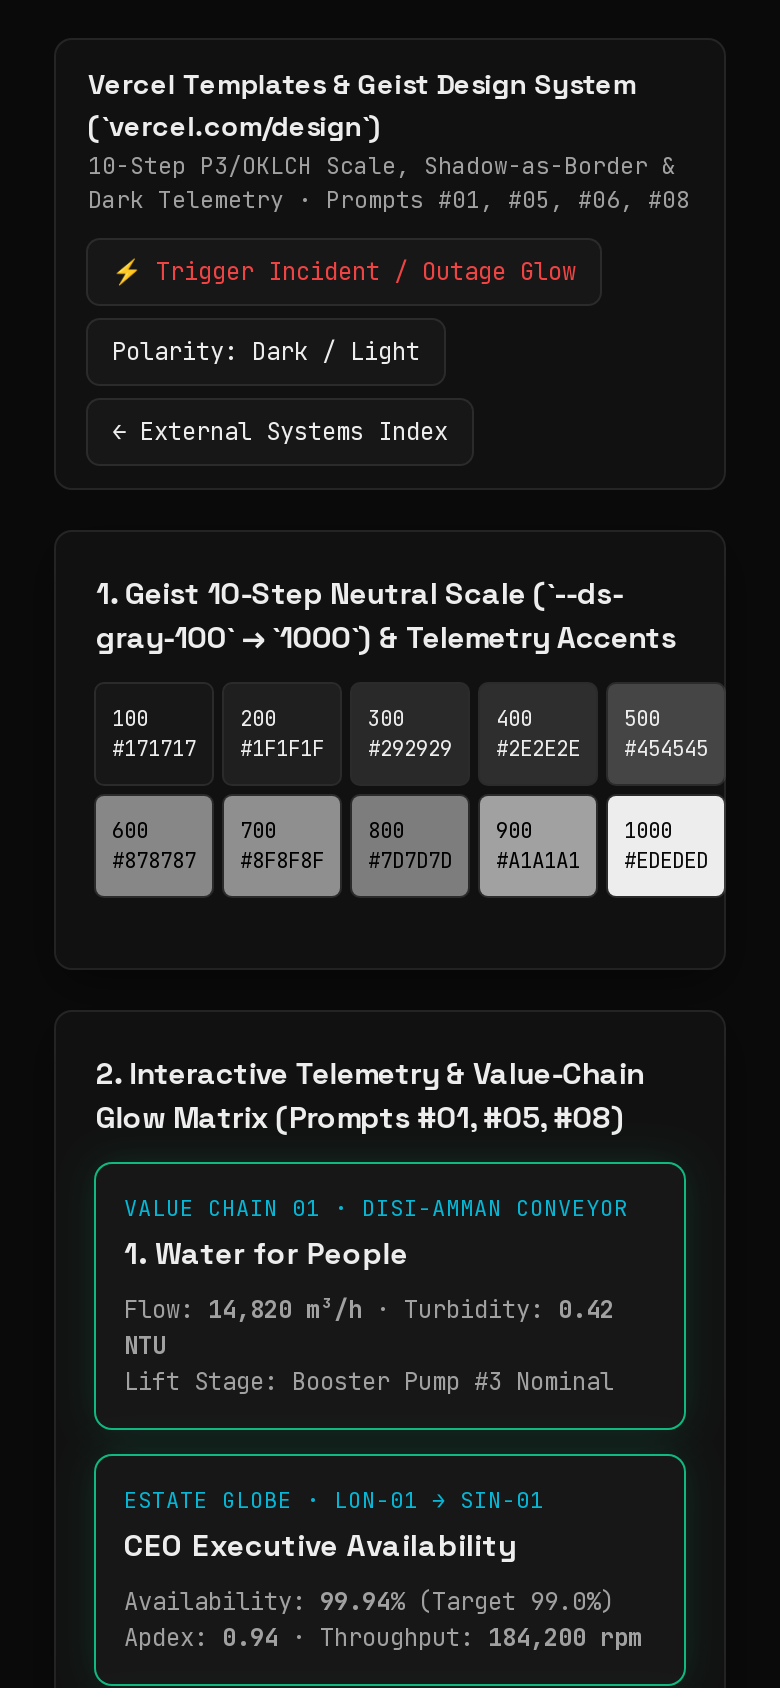 Vercel Templates & Geist Design System
(`vercel.com/design`)
10-Step P3/OKLCH Scale, Shadow-as-Border &
Dark Telemetry · Prompts #01, #05, #06, #08
⚡ Trigger Incident / Outage Glow
Polarity: Dark / Light
← External Systems Index
1. Geist 10-Step Neutral Scale (`--ds-
gray-100` → `1000`) & Telemetry Accents
100
#171717
200
#1F1F1F
300
#292929
400
#2E2E2E
500
#454545
600
#878787
700
#8F8F8F
800
#7D7D7D
900
#A1A1A1
1000
#EDEDED
2. Interactive Telemetry & Value-Chain
Glow Matrix (Prompts #01, #05, #08)
VALUE CHAIN 01 · DISI-AMMAN CONVEYOR
1. Water for People
Flow: 14,820 m³/h · Turbidity: 0.42
NTU
Lift Stage: Booster Pump #3 Nominal
ESTATE GLOBE · LON-01 → SIN-01
CEO Executive Availability
Availability: 99.94% (Target 99.0%)
Apdex: 0.94 · Throughput: 184,200 rpm